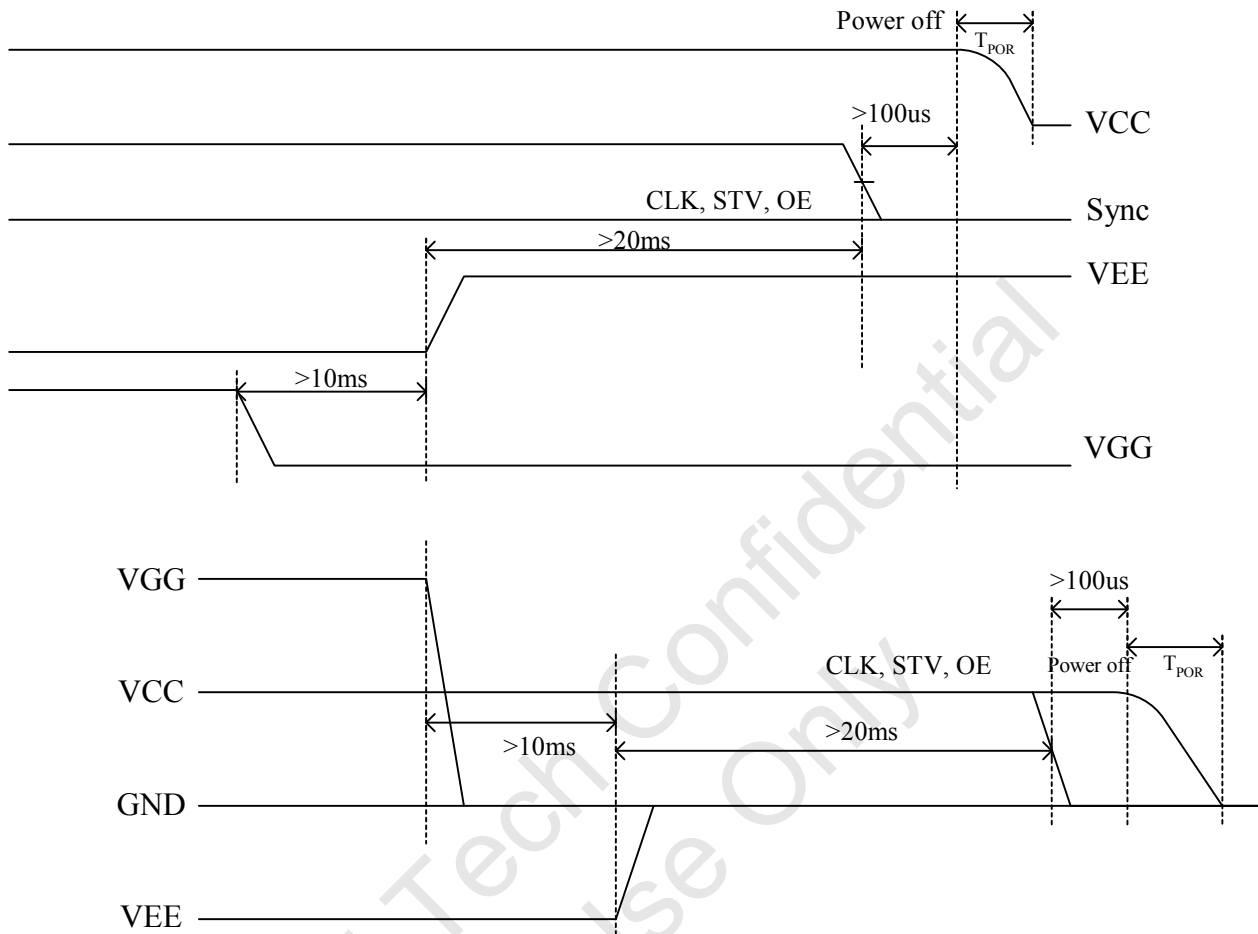 Power off
TPOR
>100us
VCC
CLK, STV, OE
Sync
>20ms
VEE
>10ms
VGG
VGG
>100us
CLK, STV, OE
Power off
TPOR
VCC
>10ms
>20ms
GND
VEE
Tech Confidential
Use Only